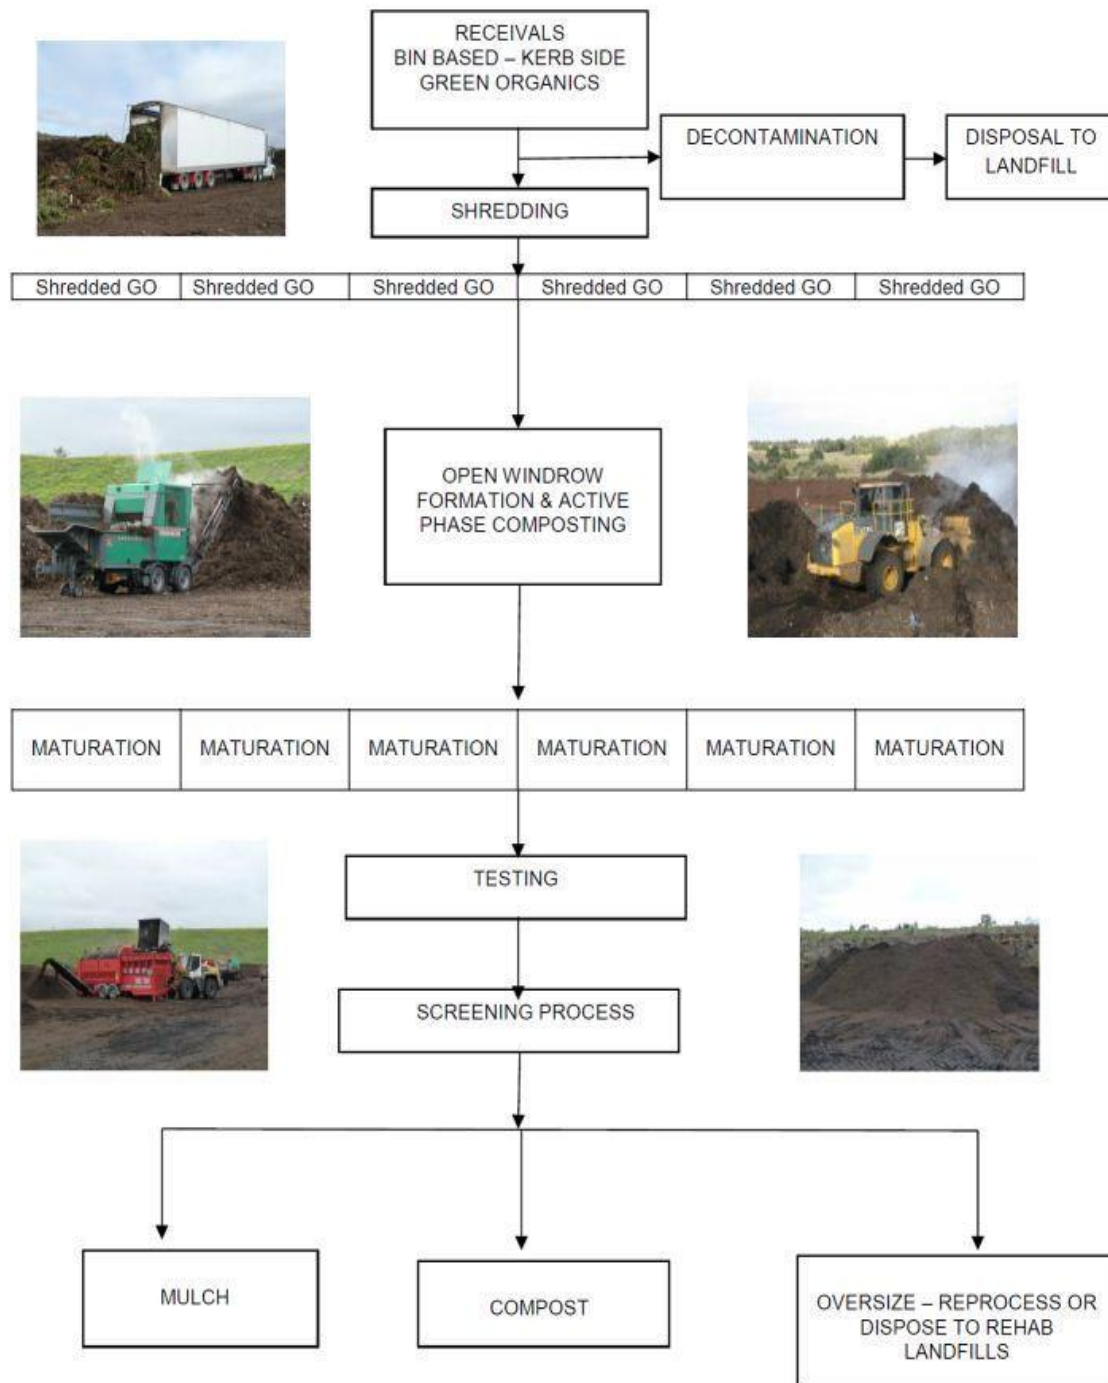 RECEIVALS
BIN BASED – KERB SIDE
GREEN ORGANICS
DECONTAMINATION
DISPOSAL TO
LANDFILL
SHREDDING
Shredded GO Shredded GO Shredded GO Shredded GO Shredded GO Shredded GO
OPEN WINDROW
FORMATION & ACTIVE
PHASE COMPOSTING
MATURATION MATURATION MATURATION MATURATION MATURATION MATURATION
TESTING
SCREENING PROCESS
MULCH
COMPOST
OVERSIZE – REPROCESS OR
DISPOSE TO REHAB
LANDFILLS